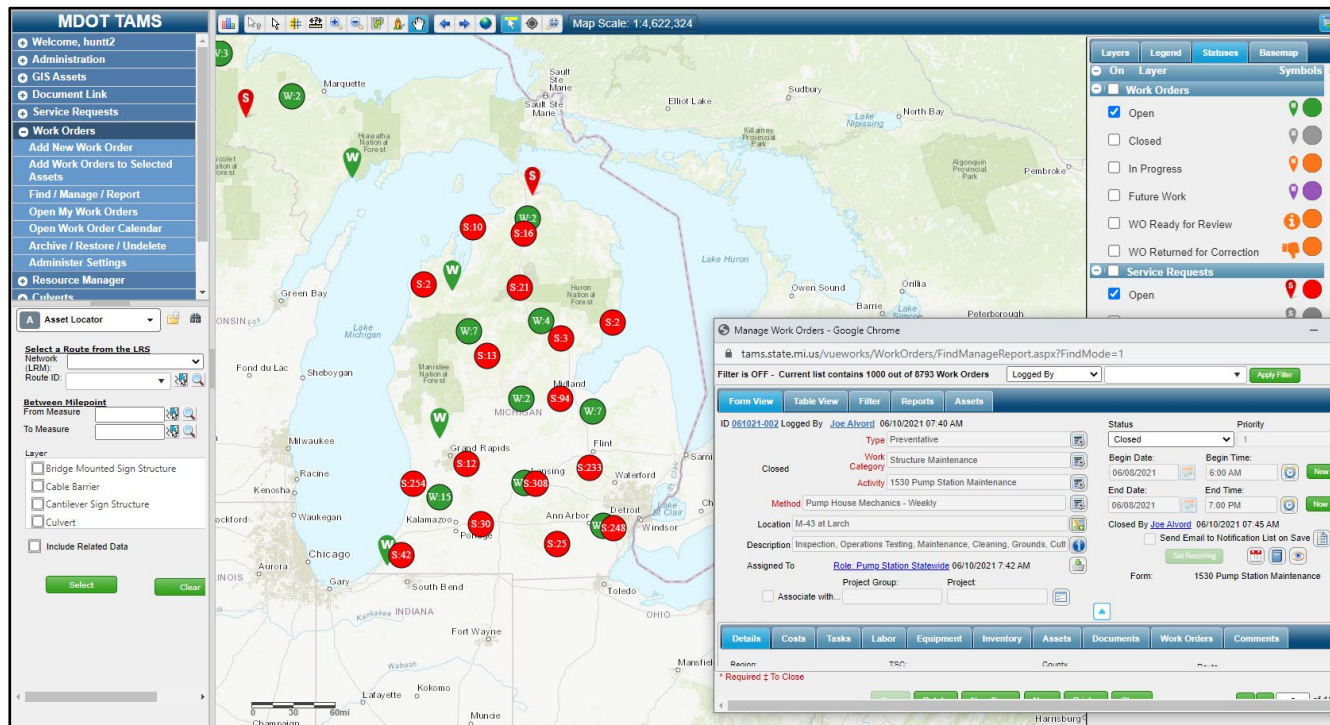 MDOT TAMS
Welcome, huntt2
Administration
GIS Assets
Document Link
Service Requests
Work Orders
Add New Work Order
Add Work Orders to Selected
Assets
Find / Manage / Report
Open My Work Orders
Open Work Order Calendar
Archive / Restore / Undelete
Administer Settings
Resource Manager
Culverts
A Asset Locator
Select a Route from the LRS
Network
(LRM):
Route ID:
Between Milepoint
From Measure
To Measure
Layer
Bridge Mounted Sign Structure
Cable Barrier
Cantilever Sign Structure
Culvert
Include Related Data
Select
Clear
Map Scale: 1:4,622,324
W:3
S
W:2
Marquette
Sault
Ste
Marie
Sault Ste
Marie
Elliot Lake
Sudbury
North Bay
Lake
Nipissing
Hiawatha
National
Forest
W
Killarney
Provincial
Park
Algonquin
Provincial
Park
Pembroke
S
W:2
S:10
S:16
W
S:2
S:21
Green Bay
Huron
National
Forest
Lake Huron
Owen Sound
Orillia
Barrie
Lake
Simcoe
Peterborough
W:7
W:4
S:2
S:3
S:13
Lake
Michigan
Manistee
National
Forest
Fond du Lac
Sheboygan
Midland
W:2
S:94
W:7
MICHIGAN
W
Milwaukee
Grand Rapids
Flint
S:12
S:233
Racine
S:254
Lansing
W
S:308
Waterford
Kenosha
W:15
Waukegan
Kalamazoo
S:30
Portage
Ann Arbor
Detroit
W
S:248
Lake
St Clair
Windsor
S:25
Chicago
W
S:42
Aurora
Gary
South Bend
Toledo
INDIANA
Kankakee
OHIO
Fort Wayne
Wabash
Lafayette
Kokomo
Muncie
Champaign
Harrisburg
0 30 60mi
Layers
Legend
Statuses
Basemap
On Layer Symbols
Work Orders
Open
Closed
In Progress
Future Work
WO Ready for Review
WO Returned for Correction
Service Requests
Open
Manage Work Orders - Google Chrome
tams.state.mi.us/vueworks/WorkOrders/FindManageReport.aspx?FindMode=1
Filter is OFF - Current list contains 1000 out of 8793 Work Orders Logged By Apply Filter
Form View Table View Filter Reports Assets
ID 061021-002 Logged By Joe Alvord 06/10/2021 07:40 AM
Status Priority
Closed 1
Type Preventative
Closed
Work
Category
Structure Maintenance
Activity 1530 Pump Station Maintenance
Begin Date: Begin Time:
06/08/2021 6:00 AM Now
End Date: End Time:
06/08/2021 7:00 PM Now
Method Pump House Mechanics - Weekly
Location M-43 at Larch
Closed By Joe Alvord 06/10/2021 07:45 AM
Send Email to Notification List on Save
Description Inspection, Operations Testing, Maintenance, Cleaning, Grounds, Cutt
Set Recurring
Assigned To Role: Pump Station Statewide 06/10/2021 7:42 AM
Form: 1530 Pump Station Maintenance
Project Group: Project:
Associate with...
Details Costs Tasks Labor Equipment Inventory Assets Documents Work Orders Comments
Region: TSC: County Route
* Required ‡ To Close